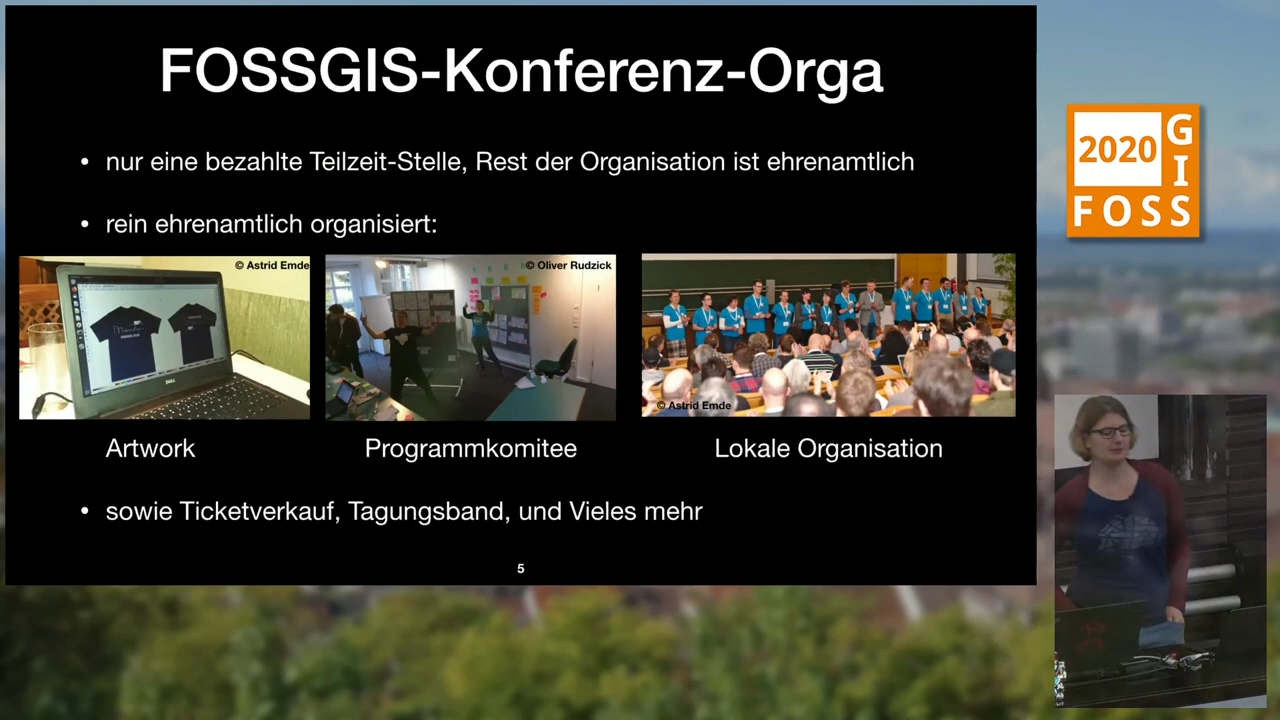 FOSSGIS-Konferenz-Orga
• nur eine bezahlte Teilzeit-Stelle, Rest der Organisation ist ehrenamtlich
• rein ehrenamtlich organisiert:
© Astrid Emde
© Oliver Rudzick
© Astrid Emde
DELL
Artwork
Programmkomitee
Lokale Organisation
• sowie Ticketverkauf, Tagungsband, und Vieles mehr
5
2020
G
I
FOSS